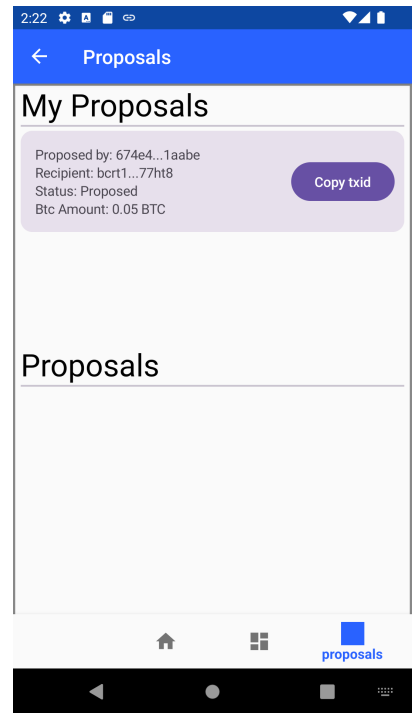 2:22
Proposals
My Proposals
Proposed by: 674e4...1aabe
Recipient: bcrt1...77ht8
Status: Proposed
Btc Amount: 0.05 BTC
Copy txid
Proposals
proposals